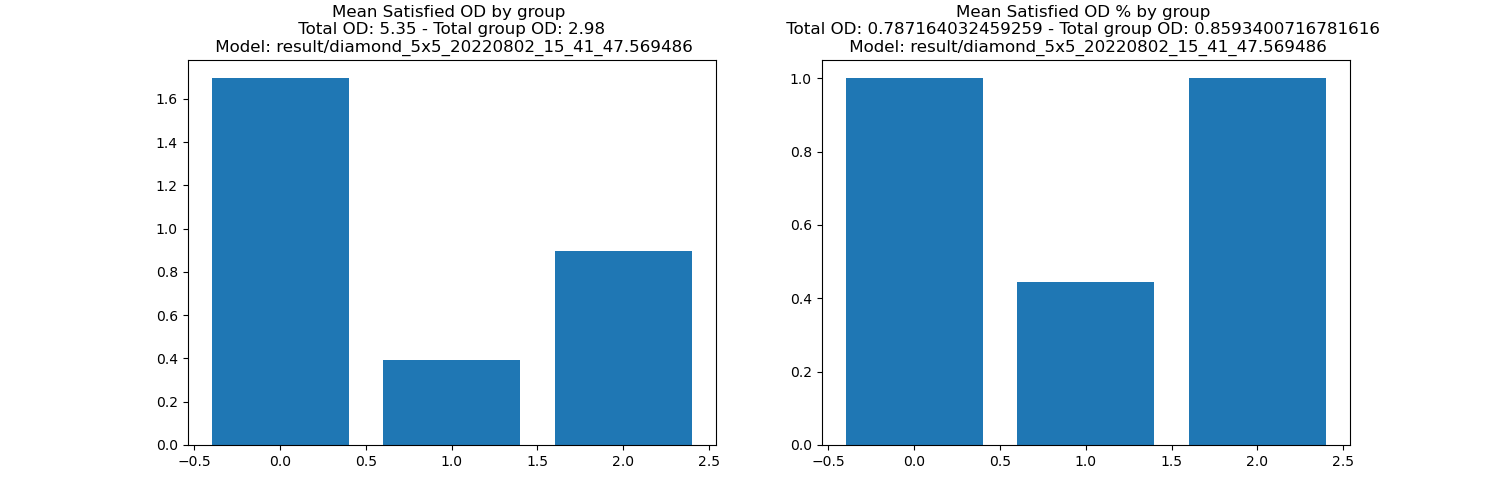 Mean Satisfied OD by group
Total OD: 5.35 - Total group OD: 2.98
Model: result/diamond_5x5_20220802_15_41_47.569486
1.6
1.4
1.2
1.0
0.8
0.6
0.4
0.2
0.0
−0.5 0.0 0.5 1.0 1.5 2.0 2.5
Mean Satisfied OD % by group
Total OD: 0.787164032459259 - Total group OD: 0.8593400716781616
Model: result/diamond_5x5_20220802_15_41_47.569486
1.0
0.8
0.6
0.4
0.2
0.0
−0.5 0.0 0.5 1.0 1.5 2.0 2.5